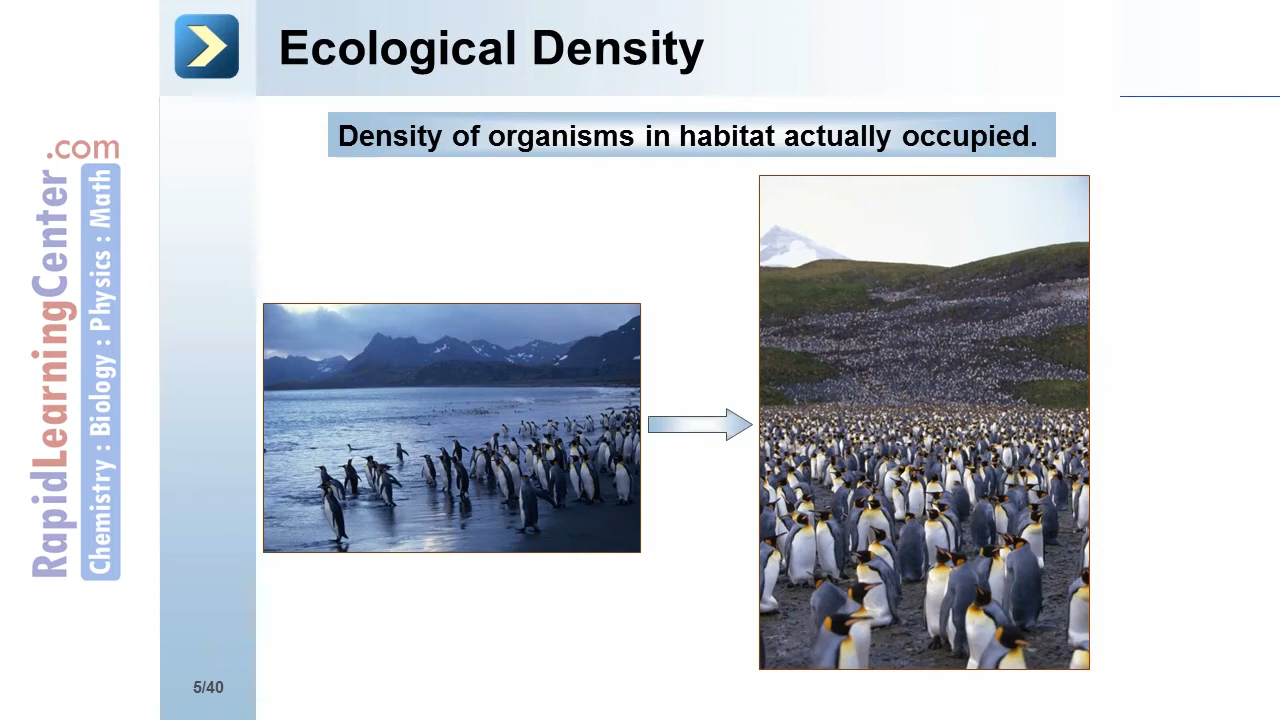 Ecological Density
Density of organisms in habitat actually occupied.
RapidLearningCenter.com
Chemistry : Biology : Physics : Math
5/40